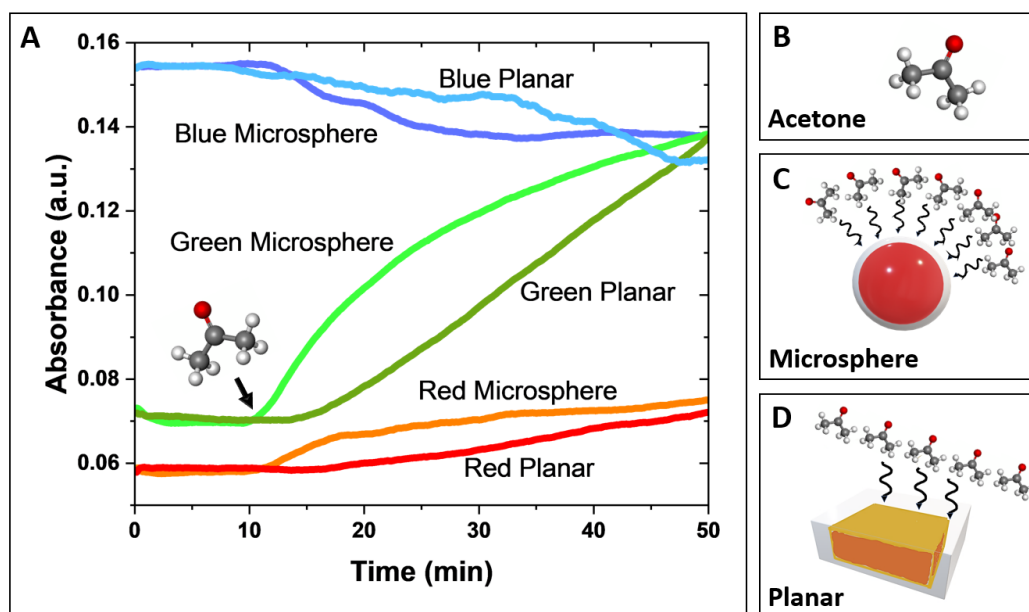 A
0.16
0.14
0.12
0.10
0.08
0.06
Absorbance (a.u.)
Blue Planar
Blue Microsphere
Green Microsphere
Green Planar
Red Microsphere
Red Planar
0
10
20
30
40
50
Time (min)
B
Acetone
C
Microsphere
D
Planar